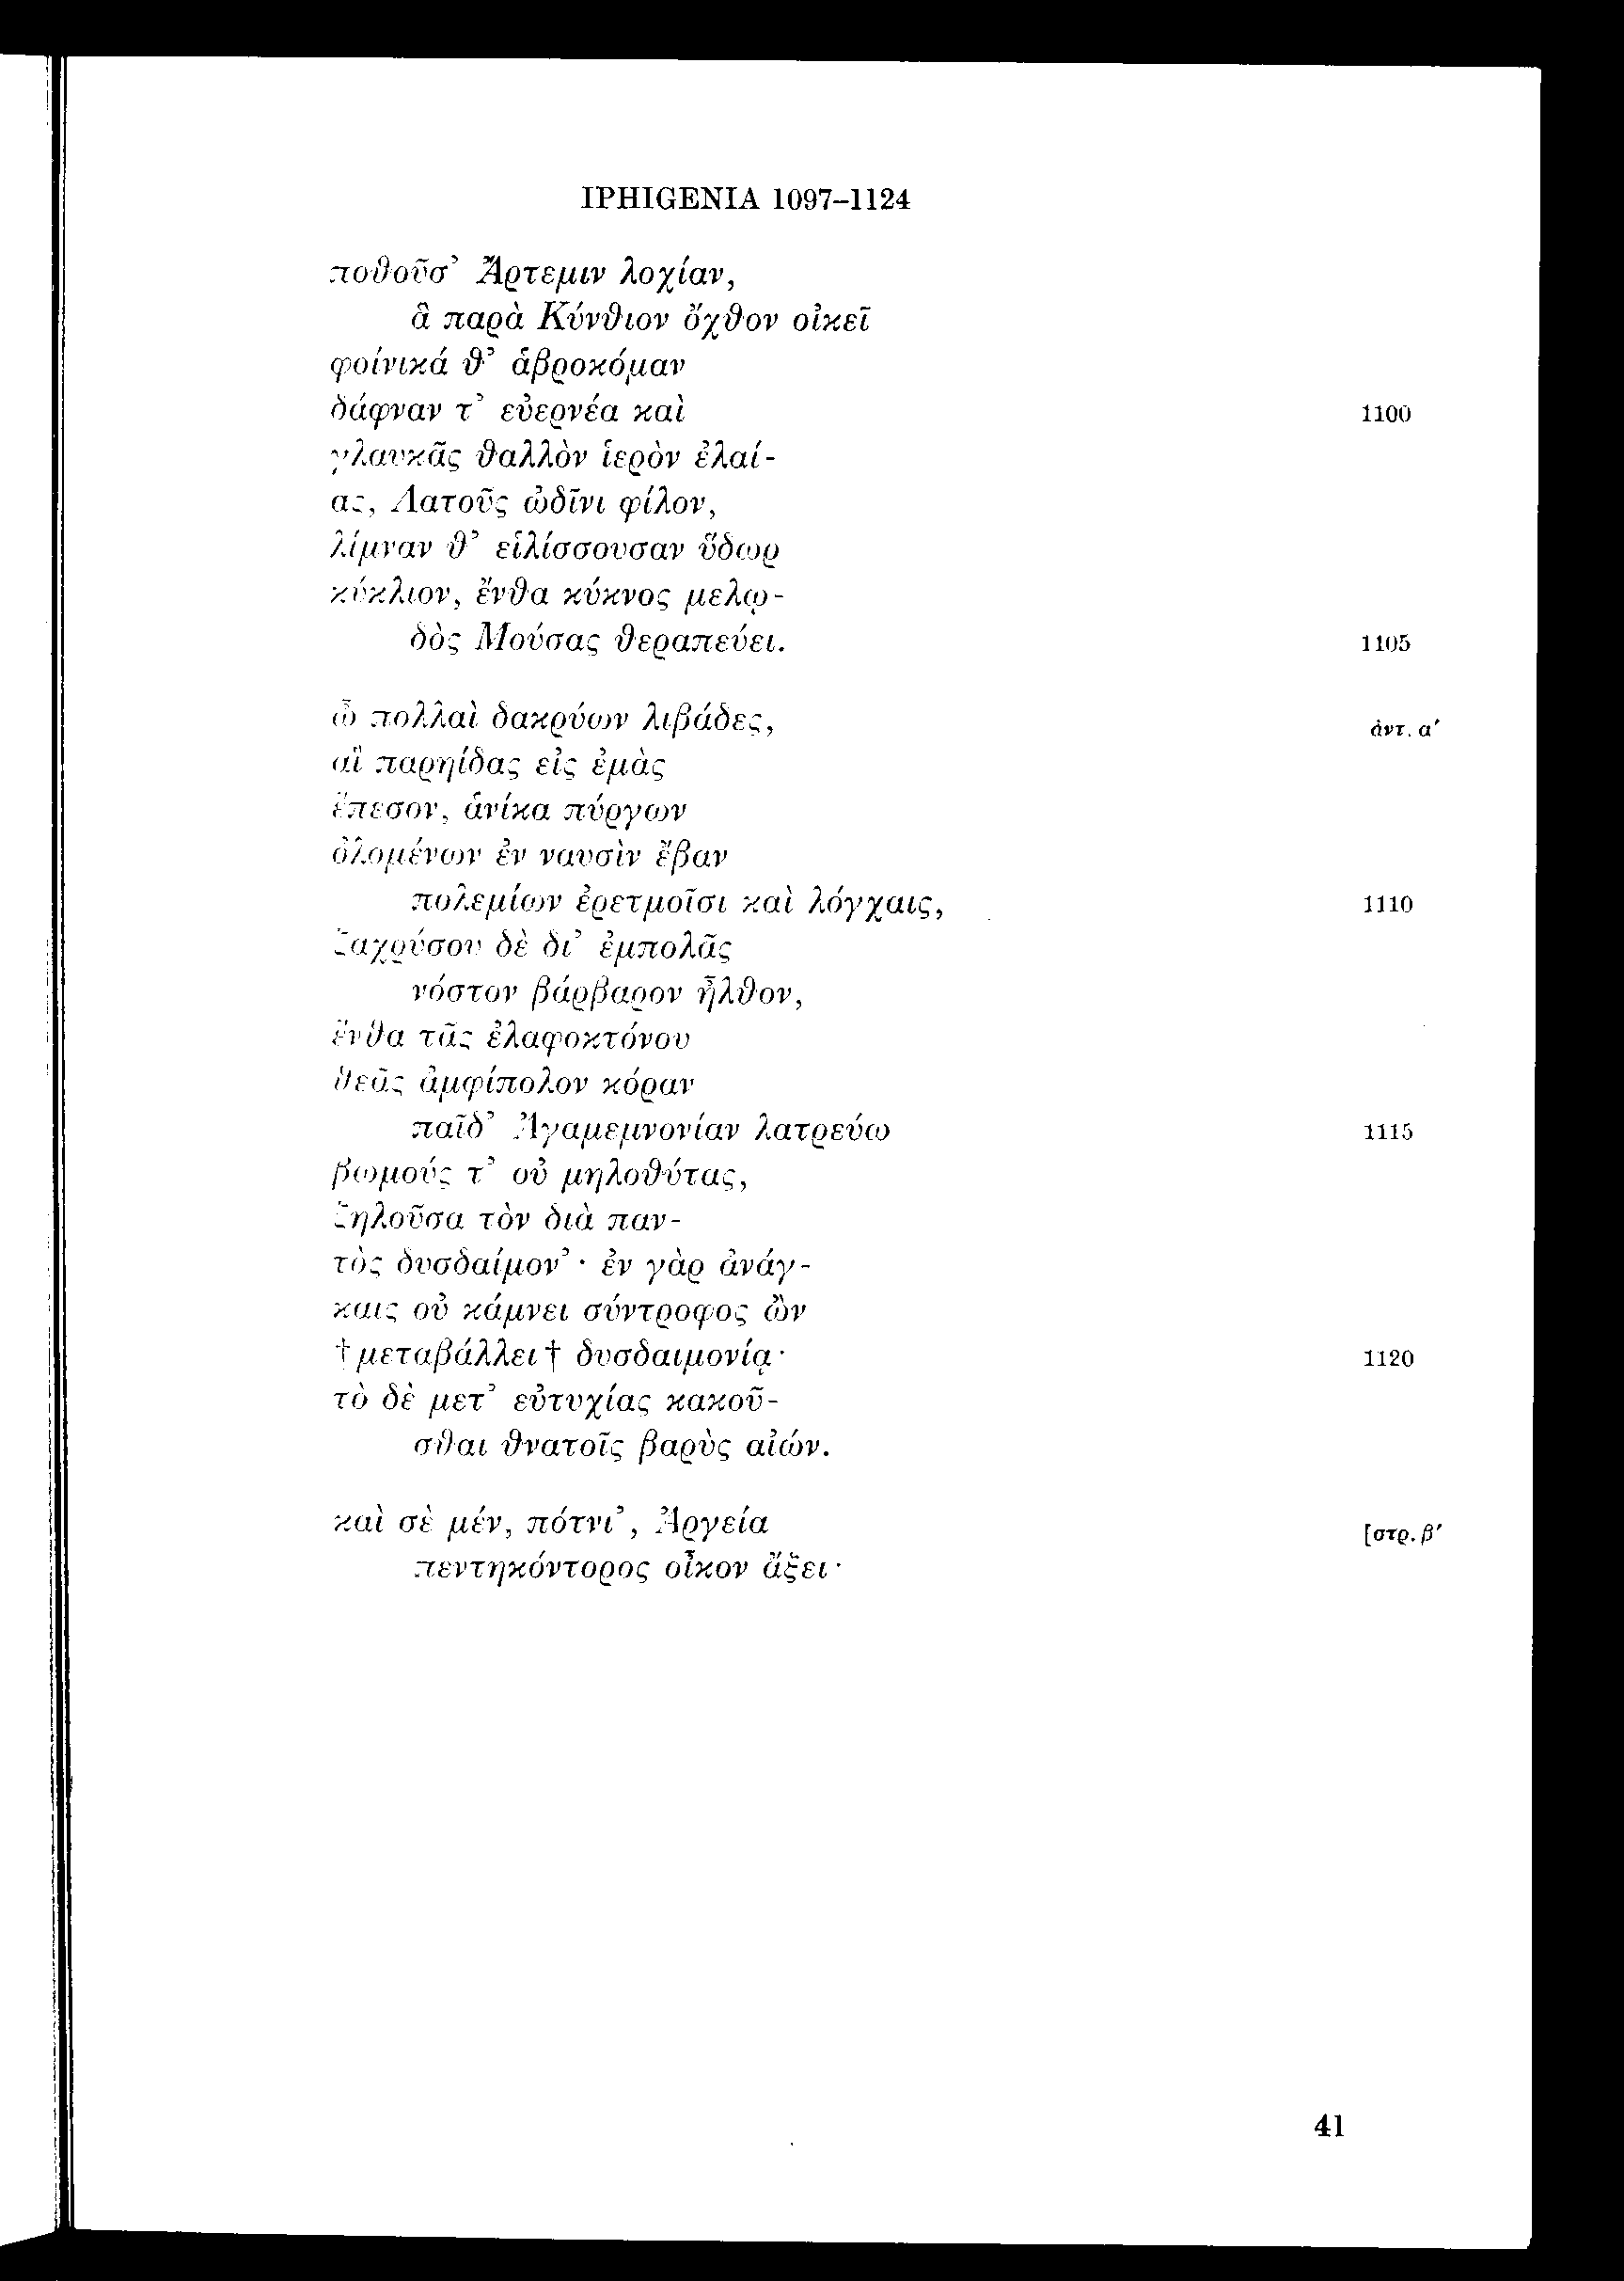 IPHIGENIA 1097–1124
ποθοῦσ’ Ἄρτεμιν λοχίαν,
ἃ παρὰ Κύνθιον ὄχθον οἰκεῖ
φοίνικά θ’ ἁβροκόμαν
δάφναν τ’ εὐερνέα καὶ 1100
γλαυκᾶς θαλλὸν ἱερὸν ἐλαί-
ας, Λατοῦς ὠδῖνι φίλον,
λίμναν θ’ εἱλίσσουσαν ὕδωρ
κύκλιον, ἔνθα κύκνος μελῳ-
δὸς Μούσας θεραπεύει. 1105
ὦ πολλαὶ δακρύων λιβάδες, ἀντ. α′
αἳ παρηίδας εἰς ἐμὰς
ἔπεσον, ἁνίκα πύργων
ὀλομένων ἐν ναυσὶν ἔβαν
πολεμίων ἐρετμοῖσι καὶ λόγχαις, 1110
ζαχρύσου δὲ δι’ ἐμπολᾶς
νόστον βάρβαρον ἦλθον,
ἔνθα τᾶς ἐλαφοκτόνου
θεᾶς ἀμφίπολον κόραν
παῖδ’ Ἀγαμεμνονίαν λατρεύω 1115
βωμούς τ’ οὐ μηλοθύτας,
ζηλοῦσα τὸν διὰ παν-
τὸς δυσδαίμον’· ἐν γὰρ ἀνάγ-
καις οὐ κάμνει σύντροφος ὢν
†μεταβάλλει† δυσδαιμονίᾳ· 1120
τὸ δὲ μετ’ εὐτυχίας κακοῦ-
σθαι θνατοῖς βαρὺς αἰών.
καὶ σὲ μέν, πότνι’, Ἀργεία [στρ. β′
πεντηκόντορος οἶκον ἄξει·
41